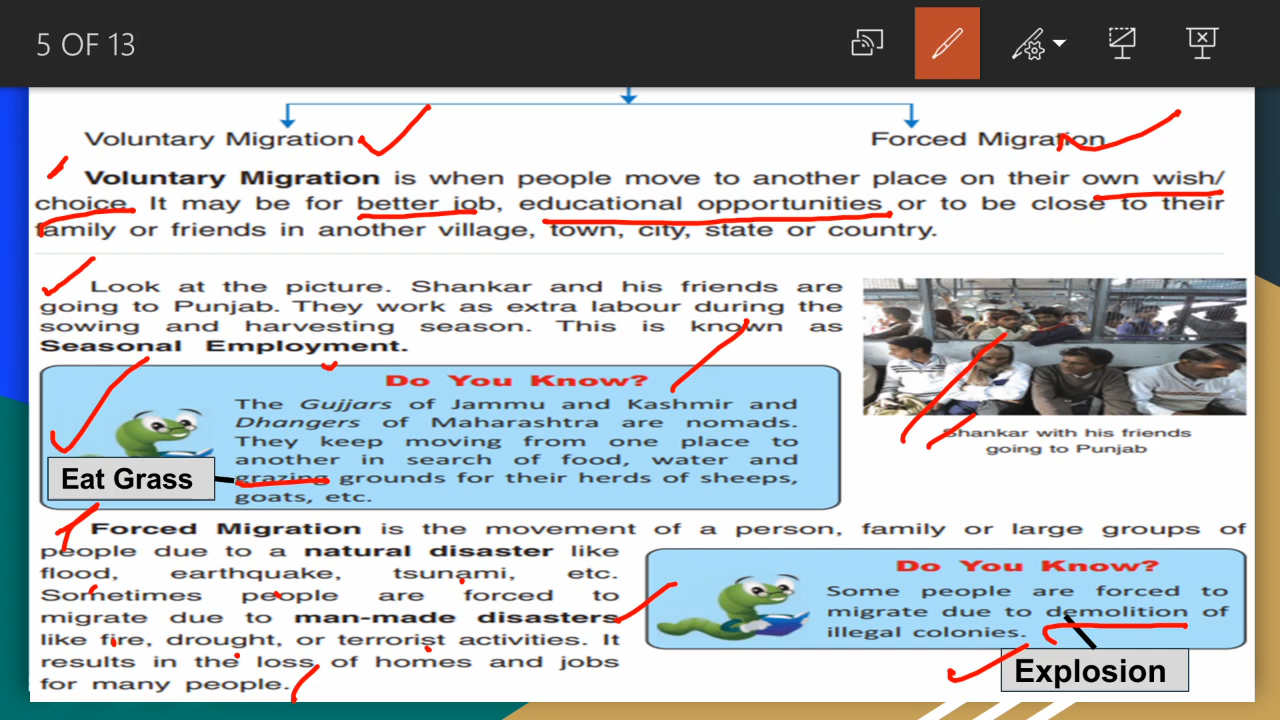 5 OF 13
Voluntary Migration
Forced Migration
Voluntary Migration is when people move to another place on their own wish/
choice. It may be for better job, educational opportunities or to be close to their
family or friends in another village, town, city, state or country.
Look at the picture. Shankar and his friends are
going to Punjab. They work as extra labour during the
sowing and harvesting season. This is known as
Seasonal Employment.
Shankar with his friends
going to Punjab
Do You Know?
The Gujjars of Jammu and Kashmir and
Dhangers of Maharashtra are nomads.
They keep moving from one place to
another in search of food, water and
grazing grounds for their herds of sheeps,
goats, etc.
Eat Grass
Forced Migration is the movement of a person, family or large groups of
people due to a natural disaster like
flood, earthquake, tsunami, etc.
Sometimes people are forced to
migrate due to man-made disasters
like fire, drought, or terrorist activities. It
results in the loss of homes and jobs
for many people.
Do You Know?
Some people are forced to
migrate due to demolition of
illegal colonies.
Explosion